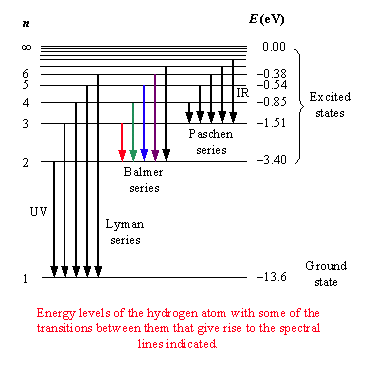 n E (eV)
∞ 0.00
6 −0.38
5 −0.54
IR
4 −0.85
Excited
states
3 −1.51
Paschen
series
2 −3.40
Balmer
series
UV
Lyman
series
Ground
state
1 −13.6
Energy levels of the hydrogen atom with some of the
transitions between them that give rise to the spectral
lines indicated.